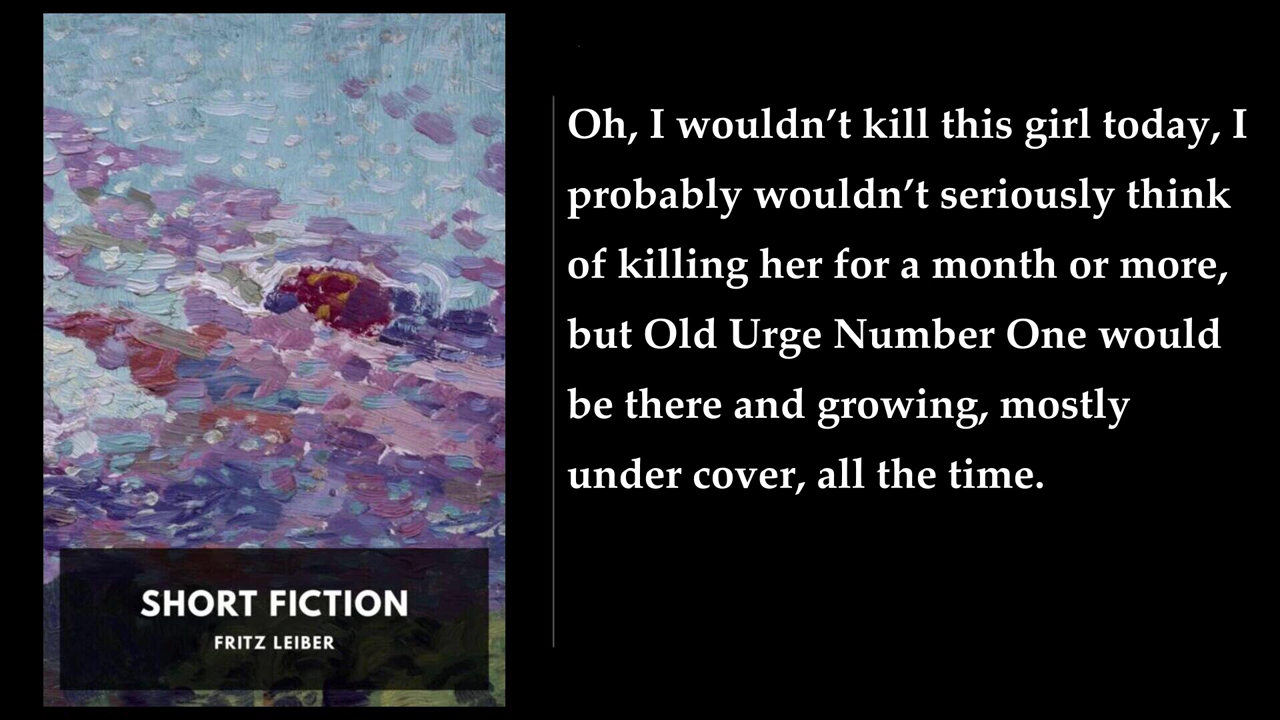 Oh, I wouldn’t kill this girl today, I
probably wouldn’t seriously think
of killing her for a month or more,
but Old Urge Number One would
be there and growing, mostly
under cover, all the time.
SHORT FICTION
FRITZ LEIBER